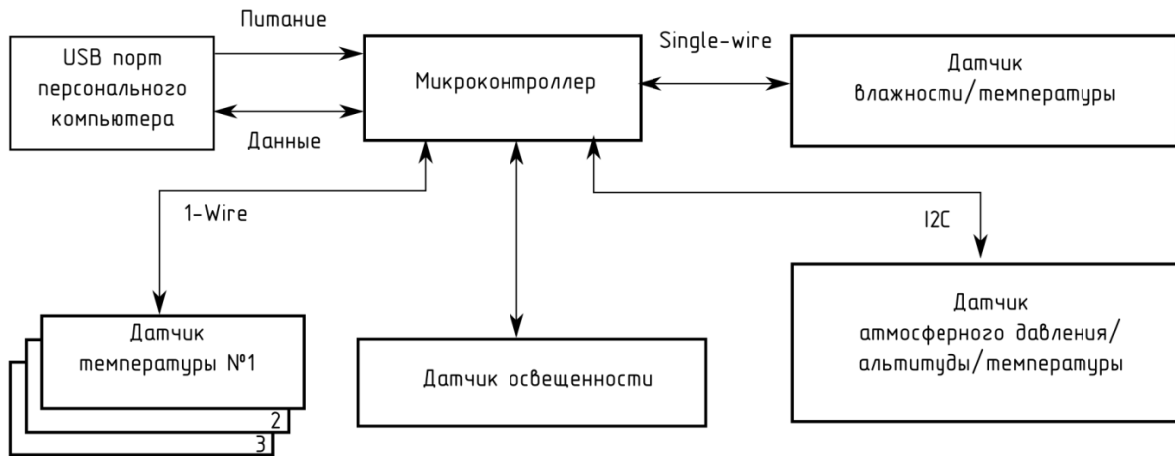 Питание
USB порт
персонального
компьютера
Данные
Микроконтроллер
Single-wire
Датчик
влажности/температуры
1-Wire
I2C
Датчик
температуры №1
2
3
Датчик освещенности
Датчик
атмосферного давления/
альтитуды/температуры